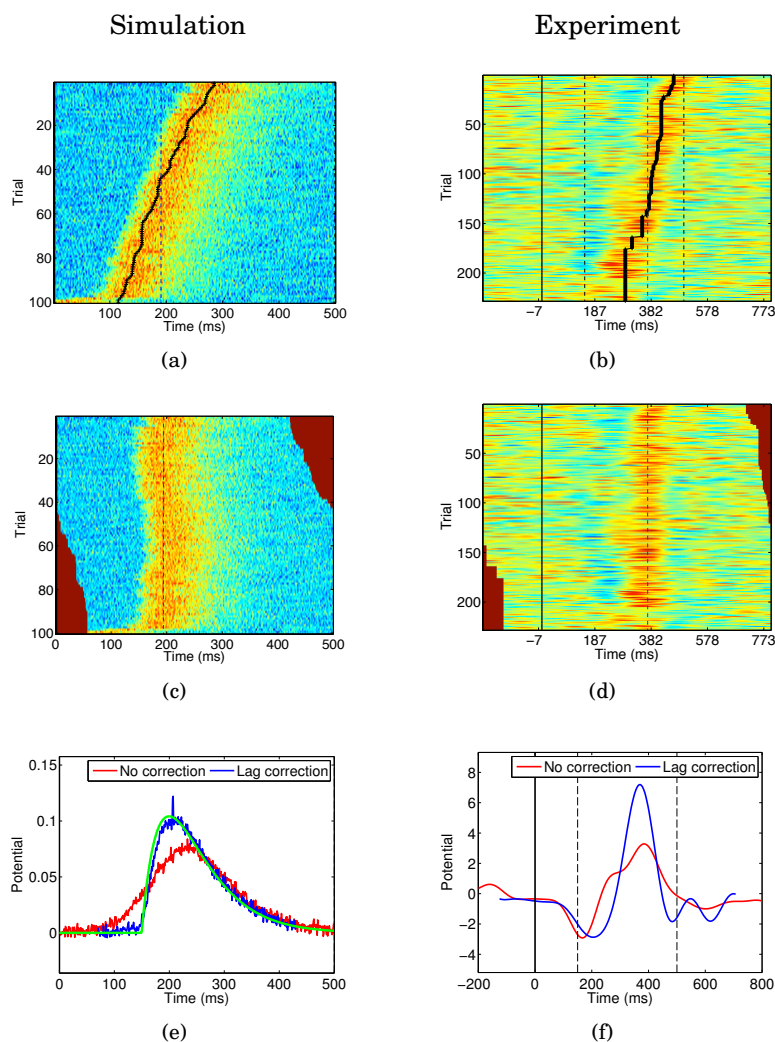 Simulation Experiment
20
40
60
80
100
Trial
100 200 300 400 500
Time (ms)
(a)
50
100
150
200
Trial
−7 187 382 578 773
Time (ms)
(b)
20
40
60
80
100
Trial
0 100 200 300 400 500
Time (ms)
(c)
50
100
150
200
Trial
−7 187 382 578 773
Time (ms)
(d)
No correction Lag correction
0.15
0.1
0.05
0
Potential
0 100 200 300 400 500
Time (ms)
(e)
No correction Lag correction
8
6
4
2
0
−2
−4
Potential
−200 0 200 400 600 800
Time (ms)
(f)